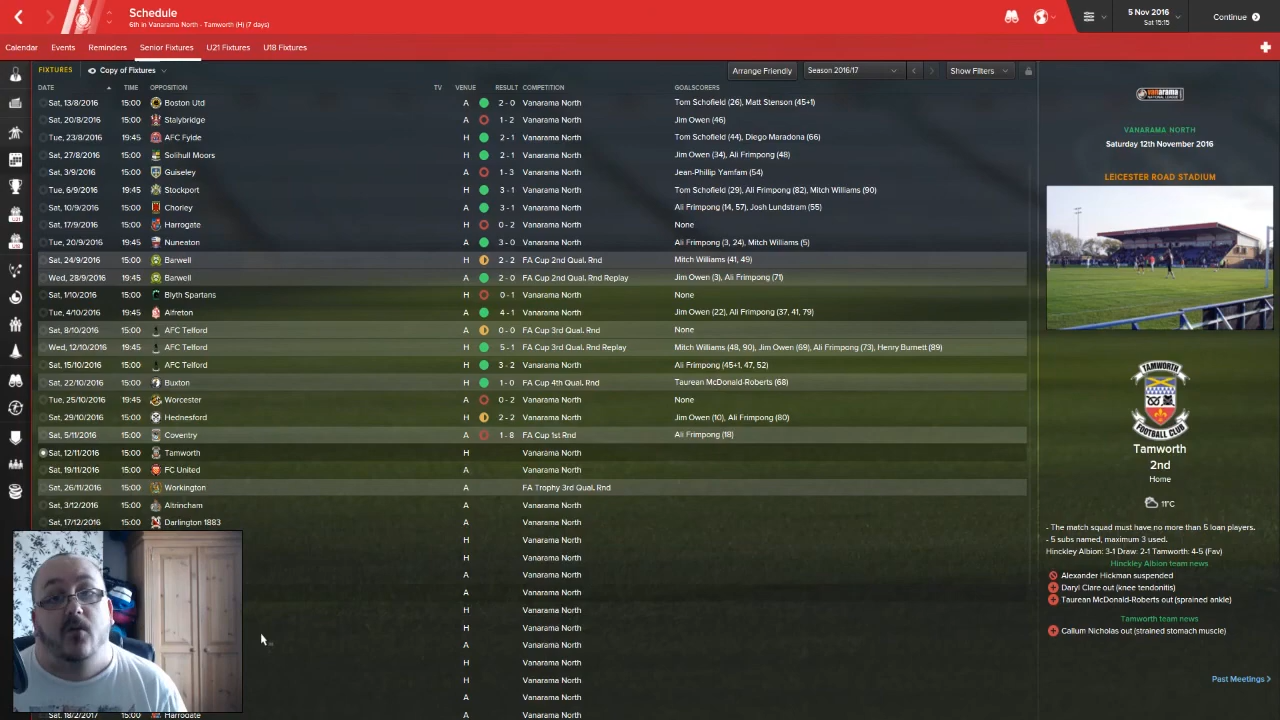 Schedule
6th in Vanarama North - Tamworth (H) (7 days)
5 Nov 2016
Sat 15:15
Continue
Calendar Events Reminders Senior Fixtures U21 Fixtures U18 Fixtures
FIXTURES Copy of Fixtures Arrange Friendly Season 2016/17 Show Filters
DATE TIME OPPOSITION TV VENUE RESULT COMPETITION GOALSCORERS
Sat, 13/8/2016 15:00 Boston Utd A 2 - 0 Vanarama North Tom Schofield (26), Matt Stenson (45+1)
Sat, 20/8/2016 15:00 Stalybridge A 1 - 2 Vanarama North Jim Owen (46)
Tue, 23/8/2016 19:45 AFC Fylde H 2 - 1 Vanarama North Tom Schofield (44), Diego Maradona (66)
Sat, 27/8/2016 15:00 Solihull Moors H 2 - 1 Vanarama North Jim Owen (34), Ali Frimpong (48)
Sat, 3/9/2016 15:00 Guiseley A 1 - 3 Vanarama North Jean-Phillip Yamfam (54)
Tue, 6/9/2016 19:45 Stockport H 3 - 1 Vanarama North Tom Schofield (29), Ali Frimpong (82), Mitch Williams (90)
Sat, 10/9/2016 15:00 Chorley A 3 - 1 Vanarama North Ali Frimpong (14, 57), Josh Lundstram (55)
Sat, 17/9/2016 15:00 Harrogate H 0 - 2 Vanarama North None
Tue, 20/9/2016 19:45 Nuneaton A 3 - 0 Vanarama North Ali Frimpong (3, 24), Mitch Williams (5)
Sat, 24/9/2016 15:00 Barwell H 2 - 2 FA Cup 2nd Qual. Rnd Mitch Williams (41, 49)
Wed, 28/9/2016 19:45 Barwell A 2 - 0 FA Cup 2nd Qual. Rnd Replay Jim Owen (3), Ali Frimpong (71)
Sat, 1/10/2016 15:00 Blyth Spartans H 0 - 1 Vanarama North None
Tue, 4/10/2016 19:45 Alfreton A 4 - 1 Vanarama North Jim Owen (22), Ali Frimpong (37, 41, 79)
Sat, 8/10/2016 15:00 AFC Telford A 0 - 0 FA Cup 3rd Qual. Rnd None
Wed, 12/10/2016 19:45 AFC Telford H 5 - 1 FA Cup 3rd Qual. Rnd Replay Mitch Williams (48, 90), Jim Owen (69), Ali Frimpong (73), Henry Burnett (89)
Sat, 15/10/2016 15:00 AFC Telford H 3 - 2 Vanarama North Ali Frimpong (45+1, 47, 52)
Sat, 22/10/2016 15:00 Buxton H 1 - 0 FA Cup 4th Qual. Rnd Taurean McDonald-Roberts (68)
Tue, 25/10/2016 19:45 Worcester A 0 - 2 Vanarama North None
Sat, 29/10/2016 15:00 Hednesford H 2 - 2 Vanarama North Jim Owen (10), Ali Frimpong (80)
Sat, 5/11/2016 15:00 Coventry A 1 - 8 FA Cup 1st Rnd Ali Frimpong (18)
Sat, 12/11/2016 15:00 Tamworth H Vanarama North
Sat, 19/11/2016 15:00 FC United A Vanarama North
Sat, 26/11/2016 15:00 Workington A FA Trophy 3rd Qual. Rnd
Sat, 3/12/2016 15:00 Altrincham A Vanarama North
Sat, 17/12/2016 15:00 Darlington 1883 A Vanarama North
H Vanarama North
H Vanarama North
A Vanarama North
A Vanarama North
H Vanarama North
H Vanarama North
A Vanarama North
H Vanarama North
H Vanarama North
A Vanarama North
Sat, 18/2/2017 15:00 Harrogate A Vanarama North
vanarama
NATIONAL LEAGUE
VANARAMA NORTH
Saturday 12th November 2016
LEICESTER ROAD STADIUM
TAMWORTH
FOOTBALL CLUB
Tamworth
2nd
Home
11°C
- The match squad must have no more than 5 loan players.
- 5 subs named, maximum 3 used.
Hinckley Albion: 3-1 Draw: 2-1 Tamworth: 4-5 (Fav)
Hinckley Albion team news
Alexander Hickman suspended
Daryl Clare out (knee tendonitis)
Taurean McDonald-Roberts out (sprained ankle)
Tamworth team news
Callum Nicholas out (strained stomach muscle)
Past Meetings >